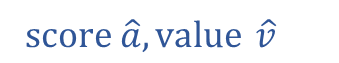 score â, value v̂